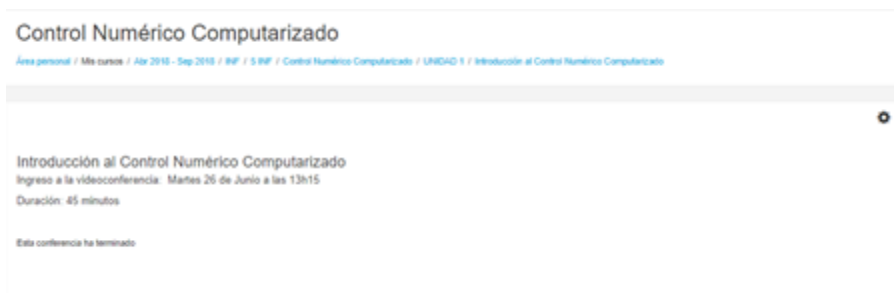 Control Numérico Computarizado
Área personal / Mis cursos / Abr 2018 - Sep 2018 / INF / 5 INF / Control Numérico Computarizado / UNIDAD 1 / Introducción al Control Numérico Computarizado
Introducción al Control Numérico Computarizado
Ingreso a la videoconferencia: Martes 26 de Junio a las 13h15
Duración: 45 minutos
Esta conferencia ha terminado